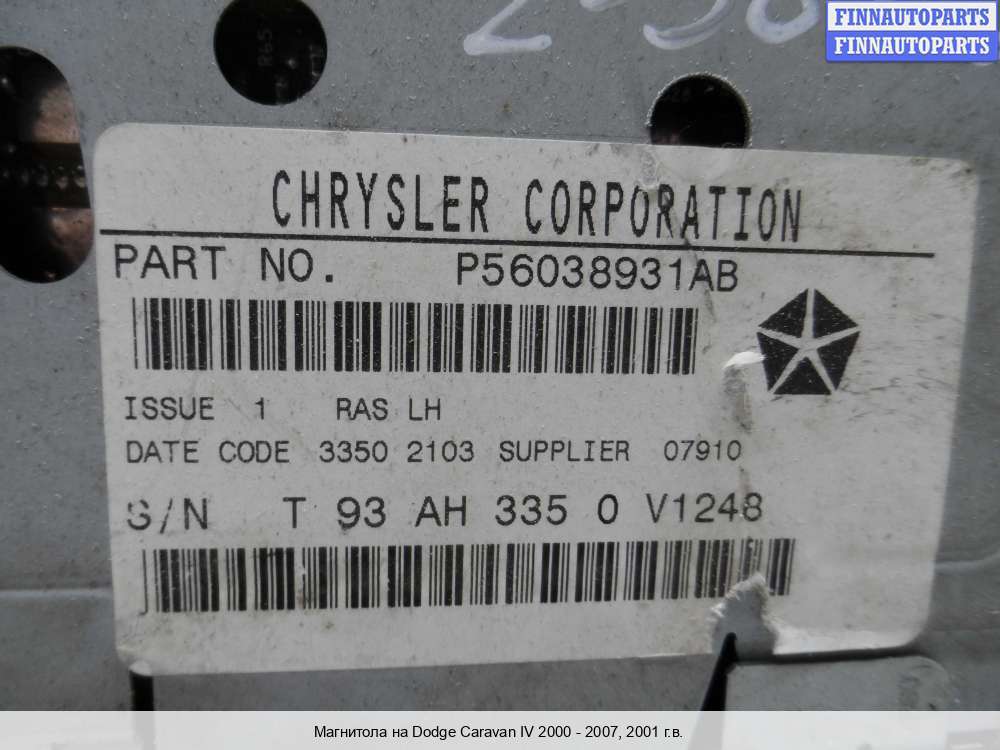 FINNAUTOPARTS
FINNAUTOPARTS
R65
CHRYSLER CORPORATION
PART NO. P56038931AB
ISSUE 1 RAS LH
DATE CODE 3350 2103 SUPPLIER 07910
S/N T 93 AH 335 0 V1248
Магнитола на Dodge Caravan IV 2000 - 2007, 2001 г.в.